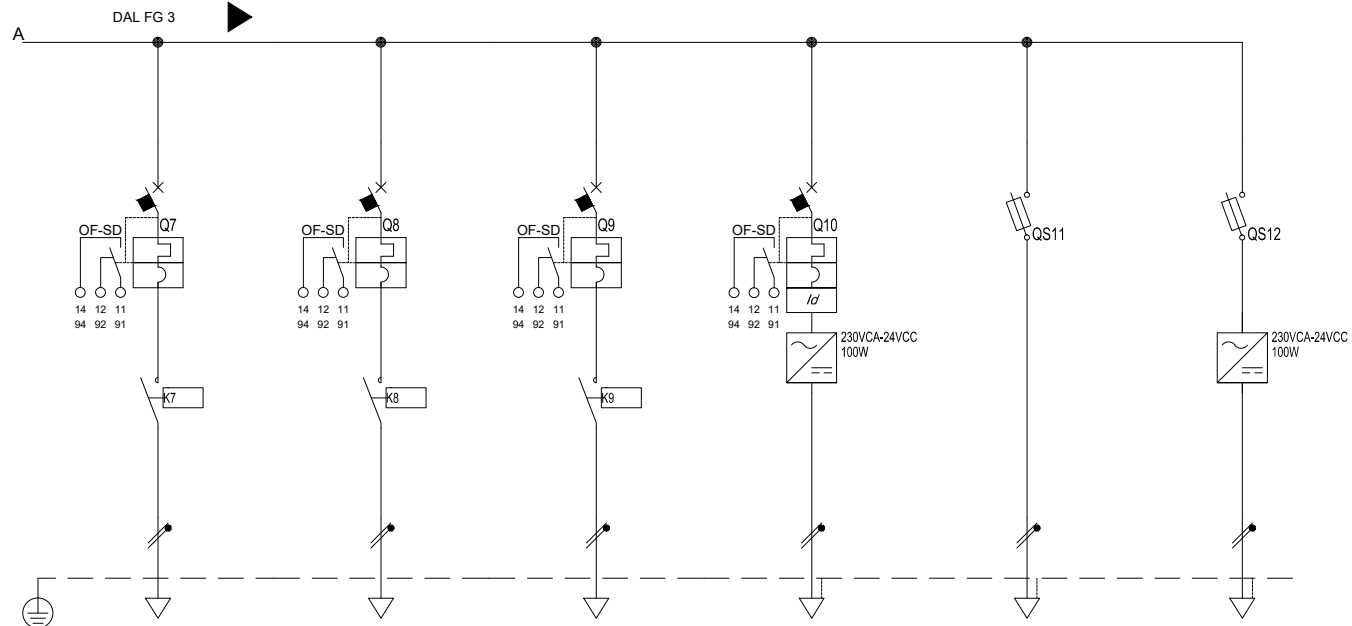 DAL FG 3
A
Q7
OF-SD
14 12 11
94 92 91
K7
Q8
OF-SD
14 12 11
94 92 91
K8
Q9
OF-SD
14 12 11
94 92 91
K9
Q10
OF-SD
14 12 11
94 92 91
Id
230VCA-24VCC
100W
QS11
QS12
230VCA-24VCC
100W